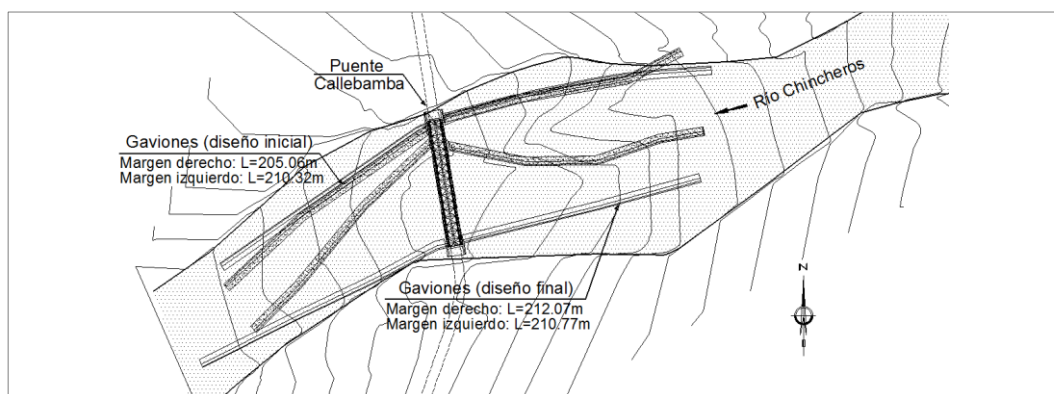 Puente
Callebamba
Río Chincheros
Gaviones (diseño inicial)
Margen derecho: L=205.06m
Margen izquierdo: L=210.32m
Gaviones (diseño final)
Margen derecho: L=212.07m
Margen izquierdo: L=210.77m
N